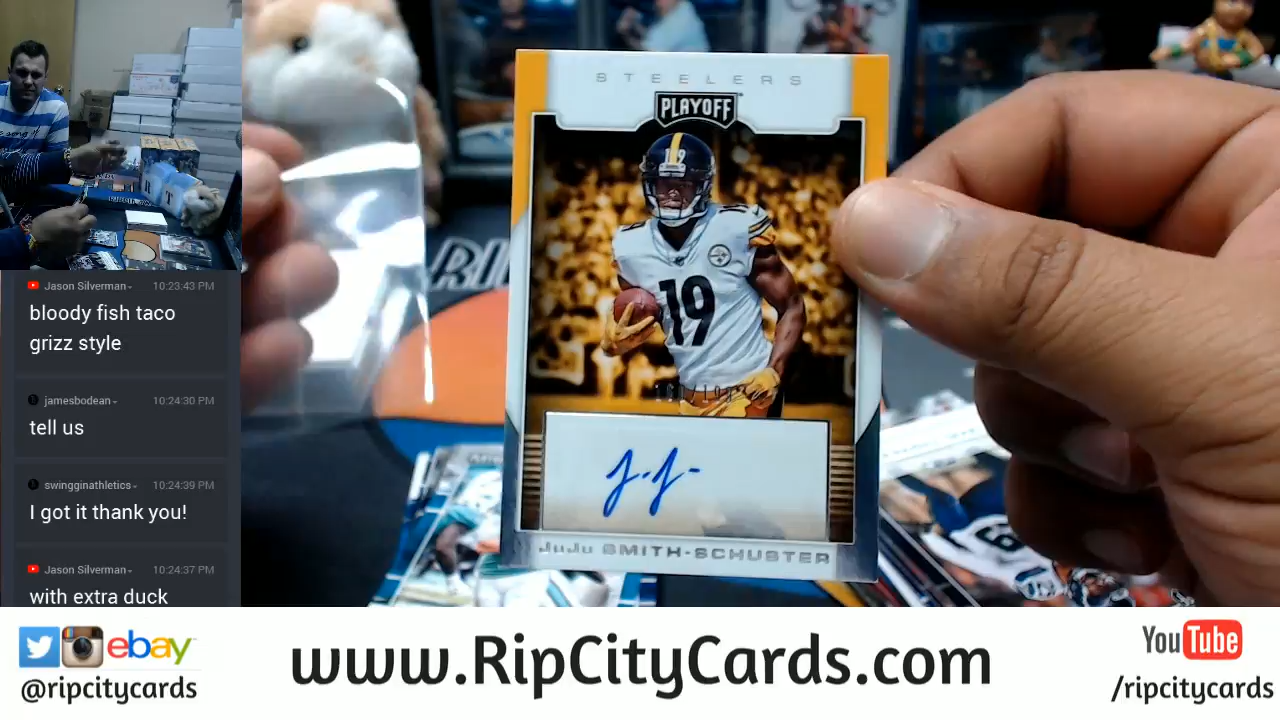 Jason Silverman 10:23:43 PM
bloody fish taco
grizz style
jamesbodean 10:24:30 PM
tell us
swingginathletics 10:24:39 PM
I got it thank you!
Jason Silverman 10:24:37 PM
with extra duck
STEELERS
PLAYOFF
19
19
19
JuJu SMITH-SCHUSTER
ebay
@ripcitycards
www.RipCityCards.com
YouTube
/ripcitycards